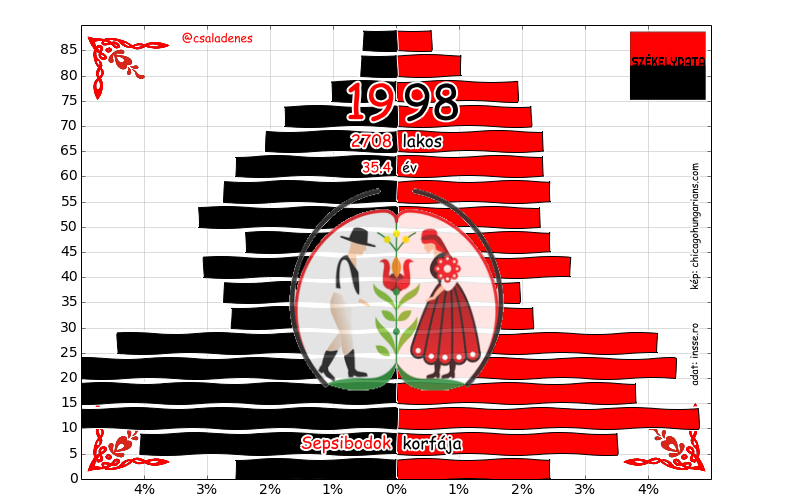 @csaladenes
SZÉKELYDATA
1998
2708 lakos
35.4 év
kép: chicagohungarians.com
adat: insse.ro
Sepsibodok korfája
85
80
75
70
65
60
55
50
45
40
35
30
25
20
15
10
5
0
4% 3% 2% 1% 0% 1% 2% 3% 4%